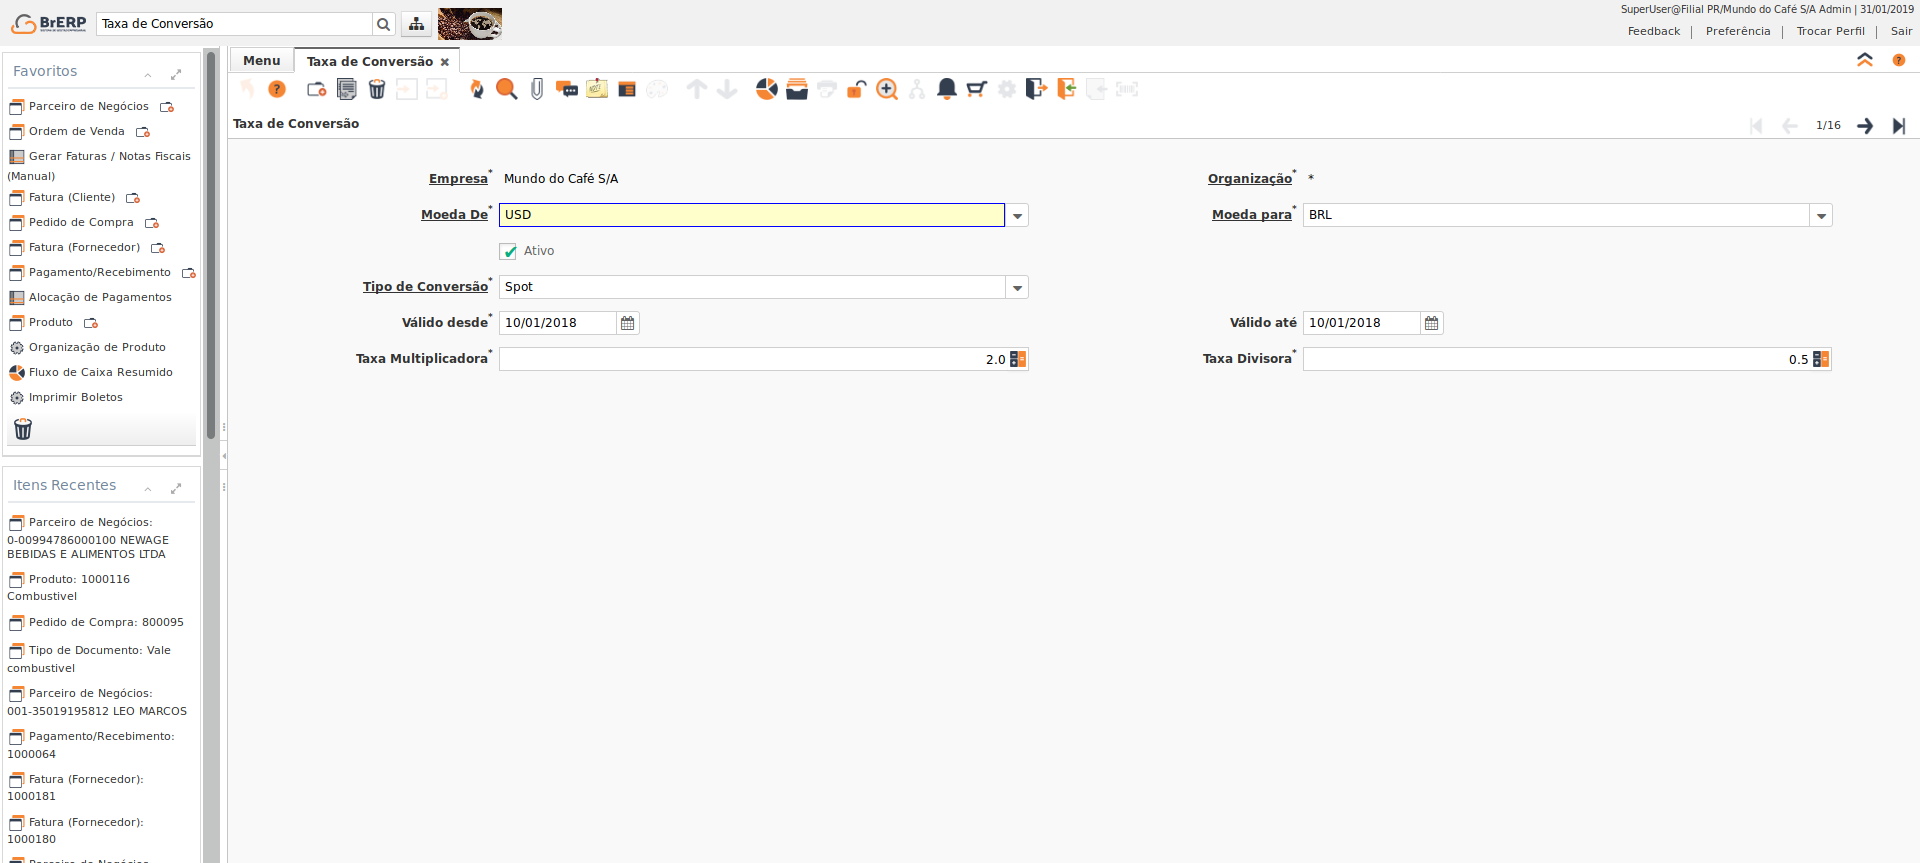 BrERP
Taxa de Conversão
SuperUser@Filial PR/Mundo do Café S/A Admin | 31/01/2019
Feedback | Preferência | Trocar Perfil | Sair
Favoritos
Parceiro de Negócios
Ordem de Venda
Gerar Faturas / Notas Fiscais
(Manual)
Fatura (Cliente)
Pedido de Compra
Fatura (Fornecedor)
Pagamento/Recebimento
Alocação de Pagamentos
Produto
Organização de Produto
Fluxo de Caixa Resumido
Imprimir Boletos
Itens Recentes
Parceiro de Negócios:
0-00994786000100 NEWAGE
BEBIDAS E ALIMENTOS LTDA
Produto: 1000116
Combustivel
Pedido de Compra: 800095
Tipo de Documento: Vale
combustivel
Parceiro de Negócios:
001-35019195812 LEO MARCOS
Pagamento/Recebimento:
1000064
Fatura (Fornecedor):
1000181
Fatura (Fornecedor):
1000180
Parceiro de Negócios
Menu
Taxa de Conversão
Taxa de Conversão
1/16
Empresa* Mundo do Café S/A
Organização* *
Moeda De* USD
Moeda para* BRL
Ativo
Tipo de Conversão* Spot
Válido desde* 10/01/2018
Válido até 10/01/2018
Taxa Multiplicadora* 2.0
Taxa Divisora* 0.5